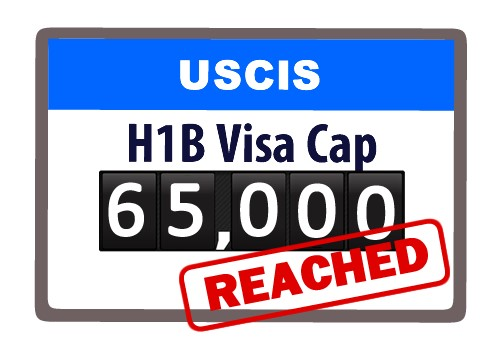 USCIS
H1B Visa Cap
65,000
REACHED